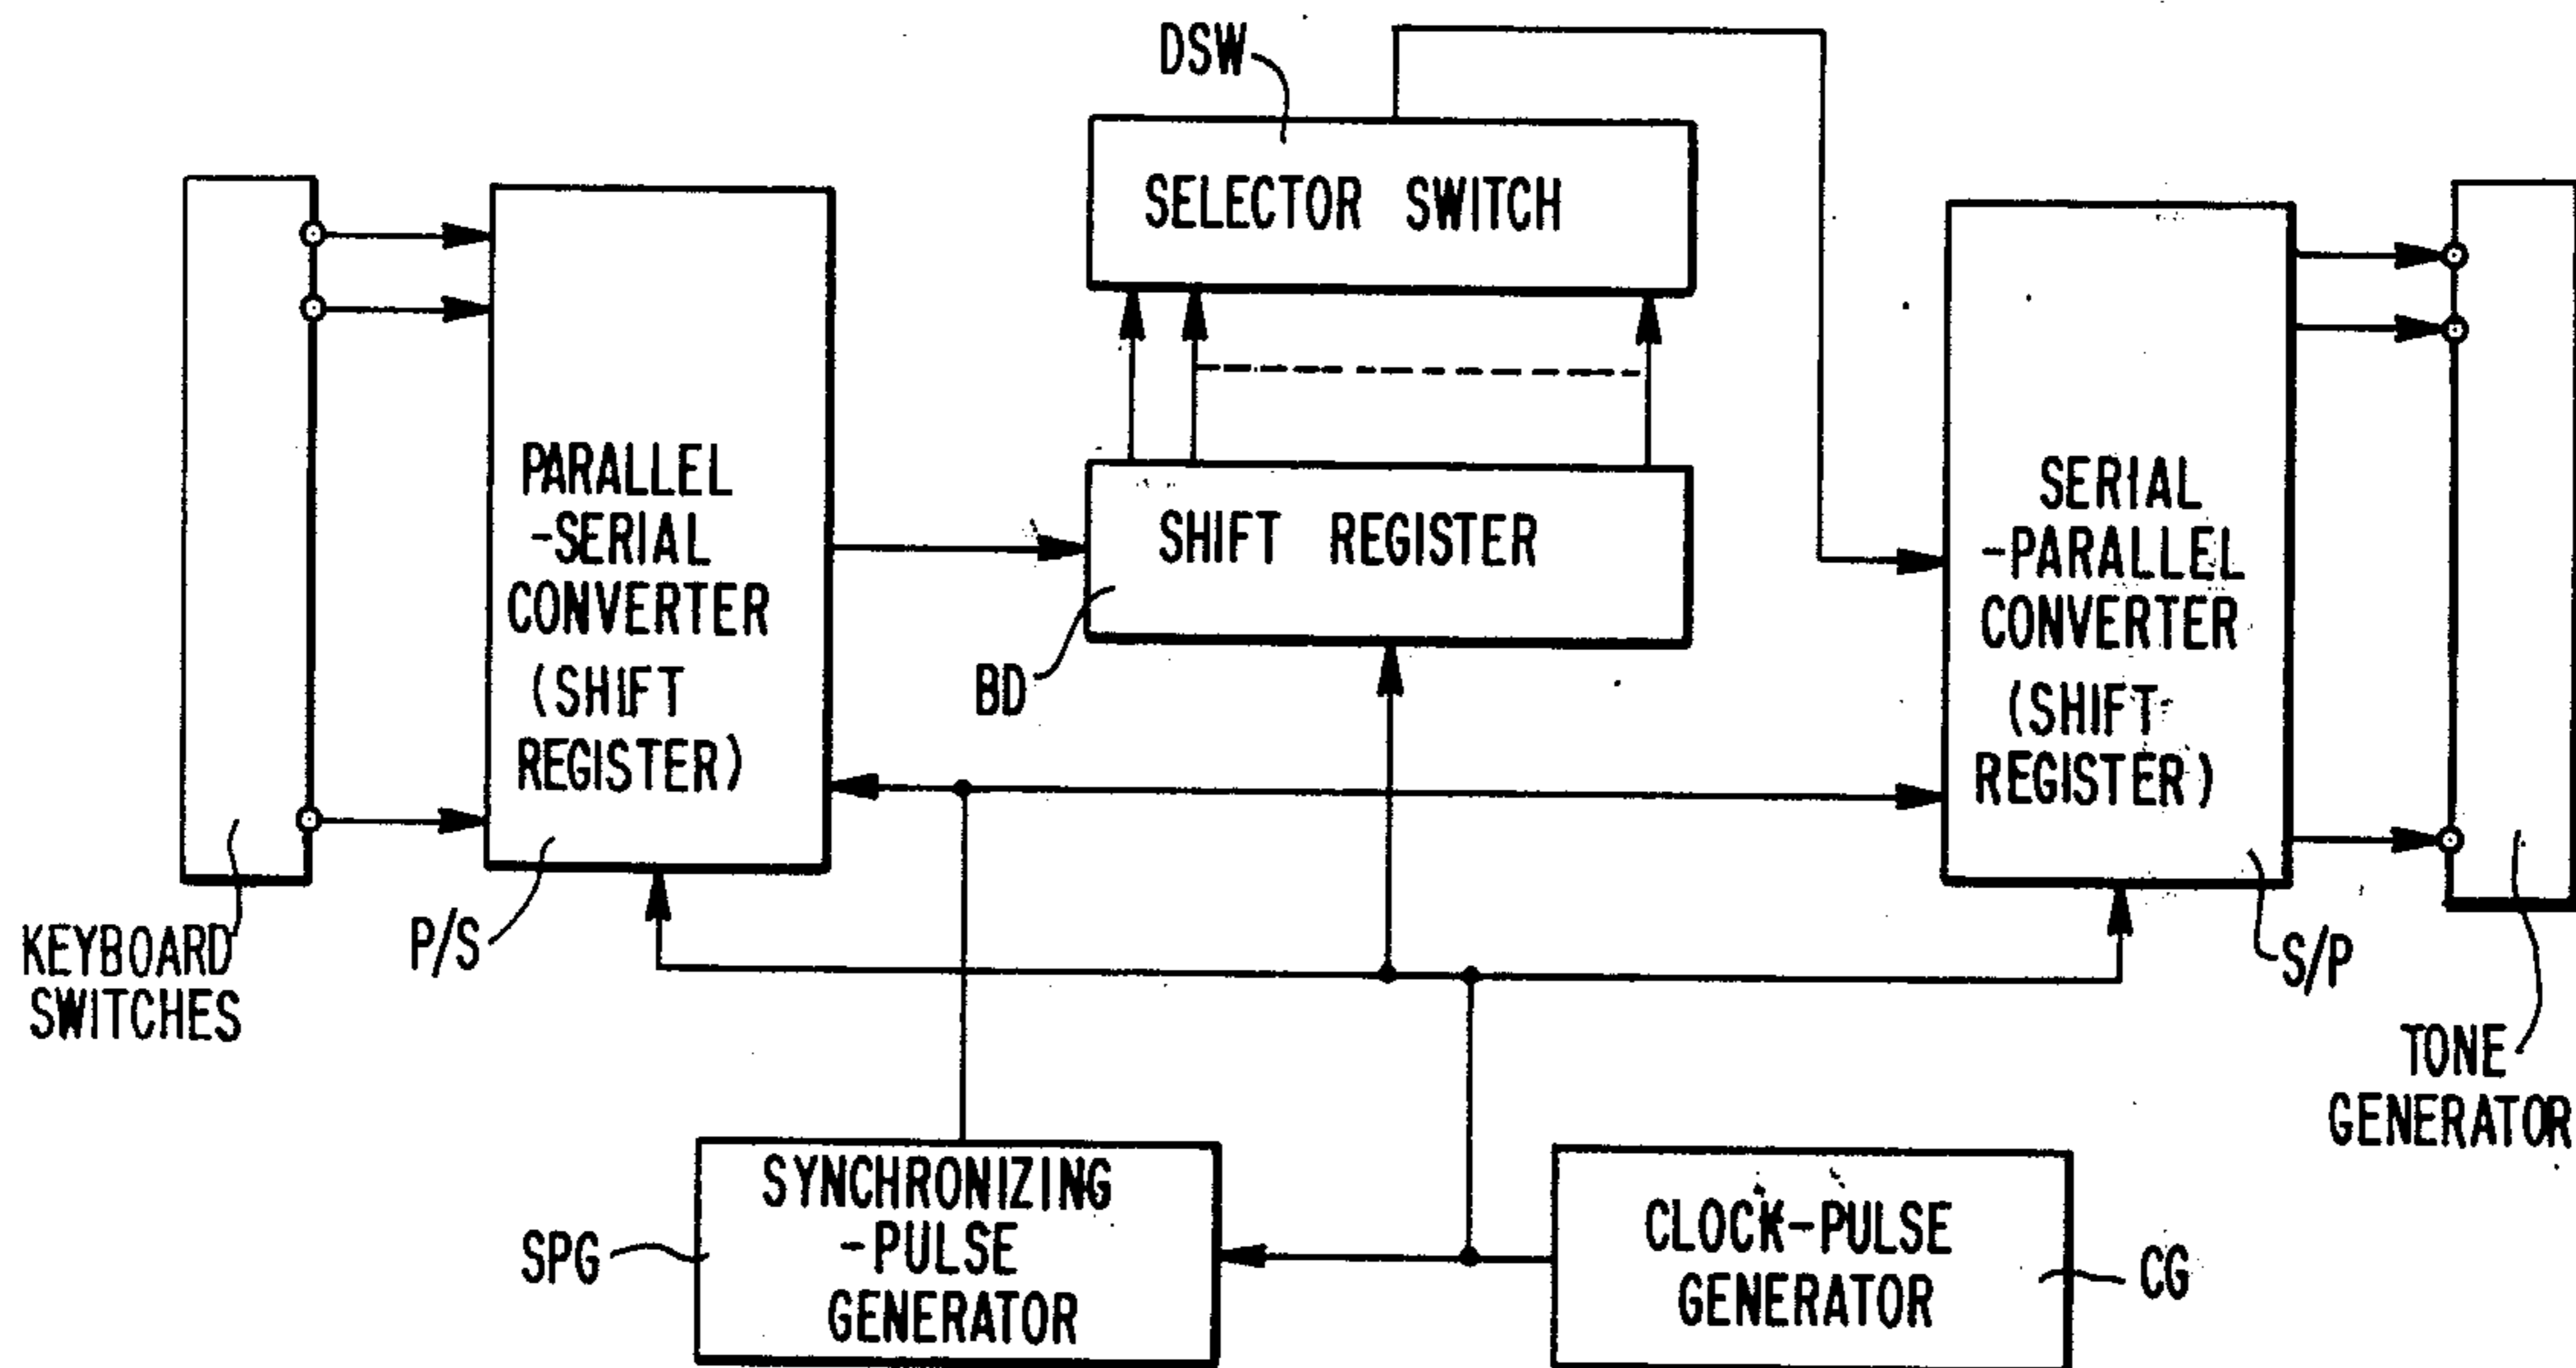 DSW
SELECTOR SWITCH
PARALLEL
-SERIAL
CONVERTER
(SHIFT
REGISTER)
SHIFT REGISTER
SERIAL
-PARALLEL
CONVERTER
(SHIFT
REGISTER)
BD
KEYBOARD
SWITCHES
P/S
S/P
TONE
GENERATOR
SPG
SYNCHRONIZING
-PULSE
GENERATOR
CLOCK-PULSE
GENERATOR
CG